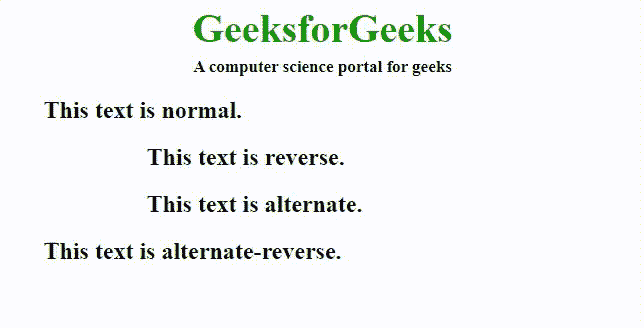 GeeksforGeeks
A computer science portal for geeks
This text is normal.
This text is reverse.
This text is alternate.
This text is alternate-reverse.